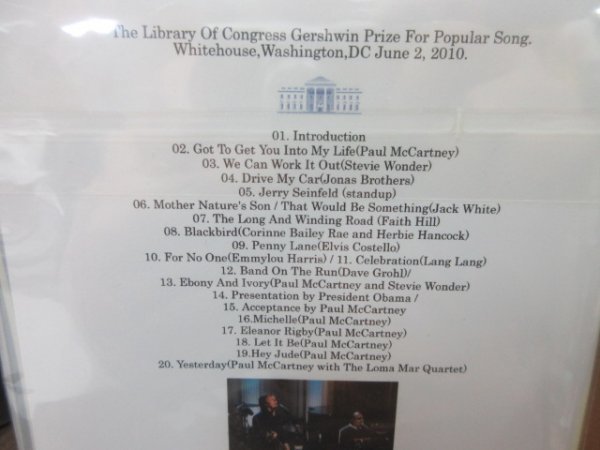 The Library Of Congress Gershwin Prize For Popular Song.
Whitehouse,Washington,DC June 2, 2010.
01. Introduction
02. Got To Get You Into My Life(Paul McCartney)
03. We Can Work It Out(Stevie Wonder)
04. Drive My Car(Jonas Brothers)
05. Jerry Seinfeld (standup)
06. Mother Nature's Son / That Would Be Something(Jack White)
07. The Long And Winding Road (Faith Hill)
08. Blackbird(Corinne Bailey Rae and Herbie Hancock)
09. Penny Lane(Elvis Costello)
10. For No One(Emmylou Harris) / 11. Celebration(Lang Lang)
12. Band On The Run(Dave Grohl)/
13. Ebony And Ivory(Paul McCartney and Stevie Wonder)
14. Presentation by President Obama /
15. Acceptance by Paul McCartney
16.Michelle(Paul McCartney)
17. Eleanor Rigby(Paul McCartney)
18. Let It Be(Paul McCartney)
19.Hey Jude(Paul McCartney)
20. Yesterday(Paul McCartney with The Loma Mar Quartet)